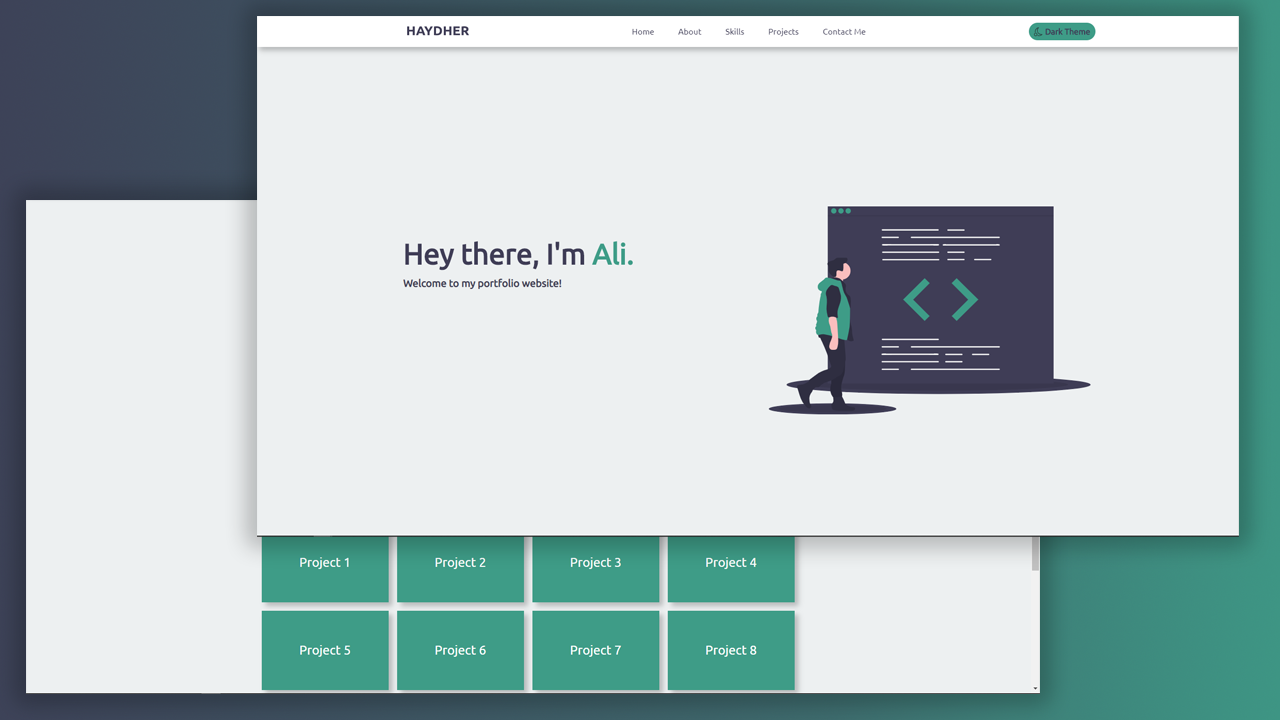 HAYDHER
Home About Skills Projects Contact Me
Dark Theme
Hey there, I'm Ali.
Welcome to my portfolio website!
Project 1 Project 2 Project 3 Project 4
Project 5 Project 6 Project 7 Project 8